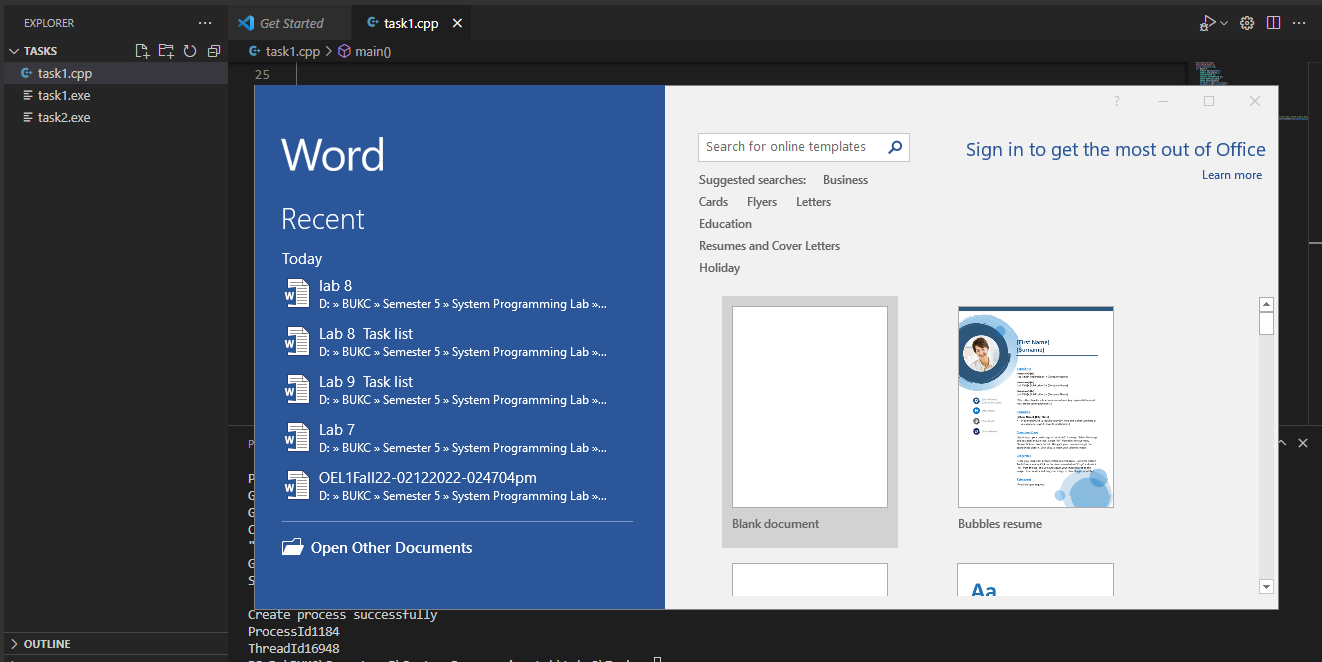 EXPLORER
Get Started
task1.cpp
TASKS
task1.cpp > main()
task1.cpp
task1.exe
task2.exe
25
Word
Recent
Today
lab 8
D: » BUKC » Semester 5 » System Programming Lab »...
Lab 8 Task list
D: » BUKC » Semester 5 » System Programming Lab »...
Lab 9 Task list
D: » BUKC » Semester 5 » System Programming Lab »...
Lab 7
D: » BUKC » Semester 5 » System Programming Lab »...
OEL1Fall22-02122022-024704pm
D: » BUKC » Semester 5 » System Programming Lab »...
Open Other Documents
Search for online templates
Sign in to get the most out of Office
Learn more
Suggested searches: Business
Cards Flyers Letters
Education
Resumes and Cover Letters
Holiday
[First Name]
[Surname]
Blank document
Bubbles resume
Aa
Create process successfully
ProcessId1184
ThreadId16948
OUTLINE